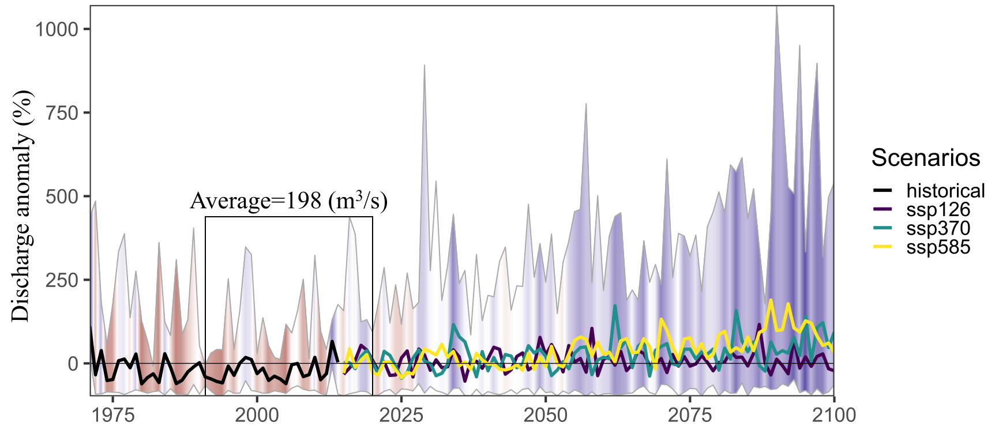 1000
750
500
250
0
Discharge anomaly (%)
Average=198 (m³/s)
1975
2000
2025
2050
2075
2100
Scenarios
historical
ssp126
ssp370
ssp585